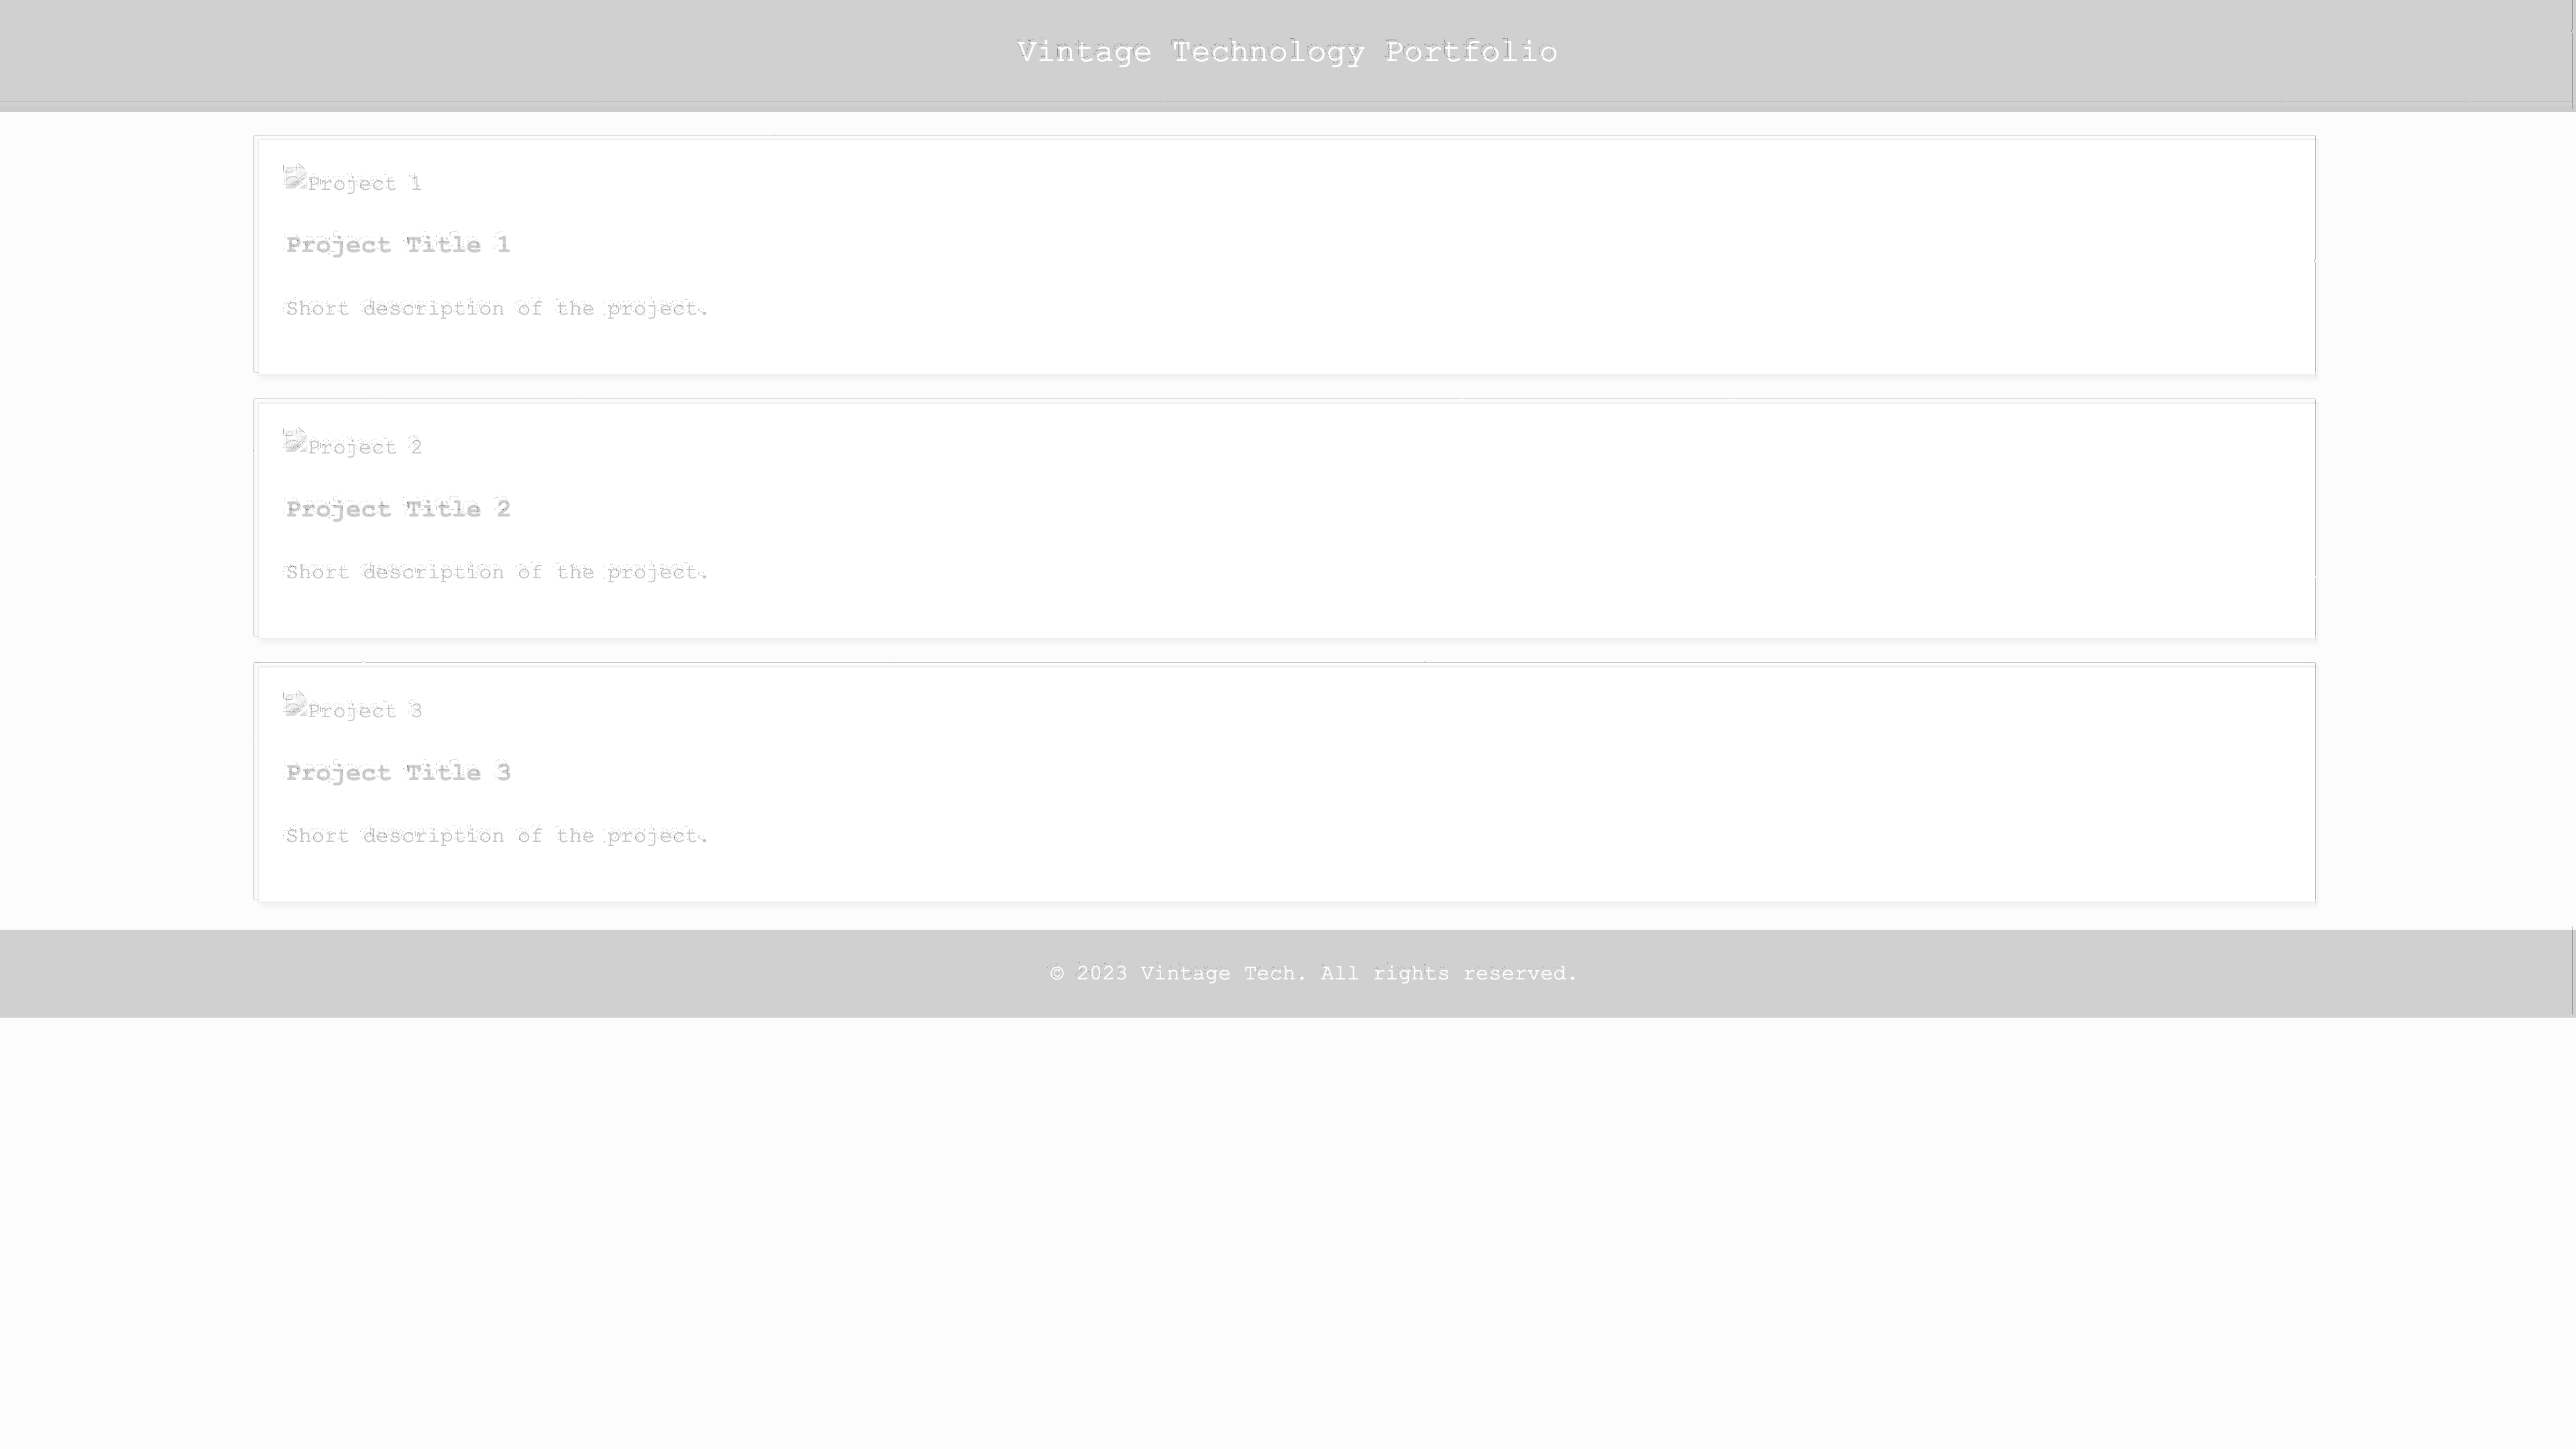 Vintage Technology Portfolio
Project 1
Project Title 1
Short description of the project.
Project 2
Project Title 2
Short description of the project.
Project 3
Project Title 3
Short description of the project.
© 2023 Vintage Tech. All rights reserved.